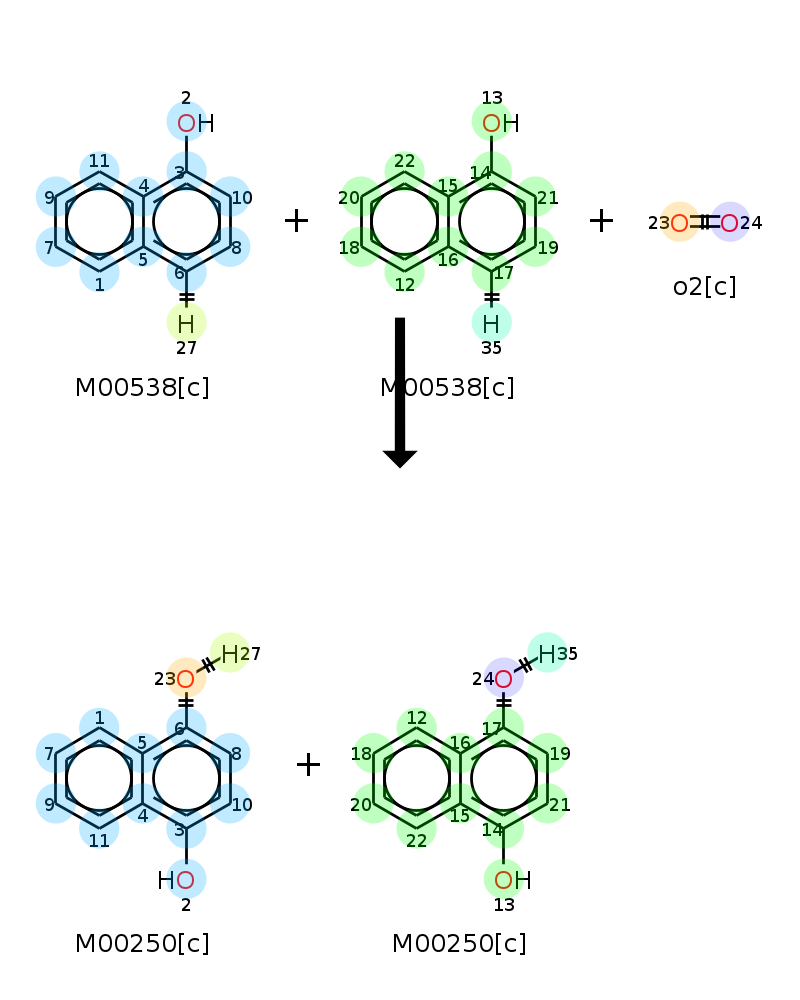 2 13
OH OH
11 3 22 14
9 4 10 20 15 21 23 O O 24
7 5 8 18 16 19
1 6 12 17 o2[c]
H H
27 35
M00538[c] + M00538[c] +
H 27 H 35
23 O 24 O
1 6 12 17
7 5 8 18 16 19
9 4 10 20 15 21
11 3 22 14
HO OH
2 13
M00250[c] + M00250[c]